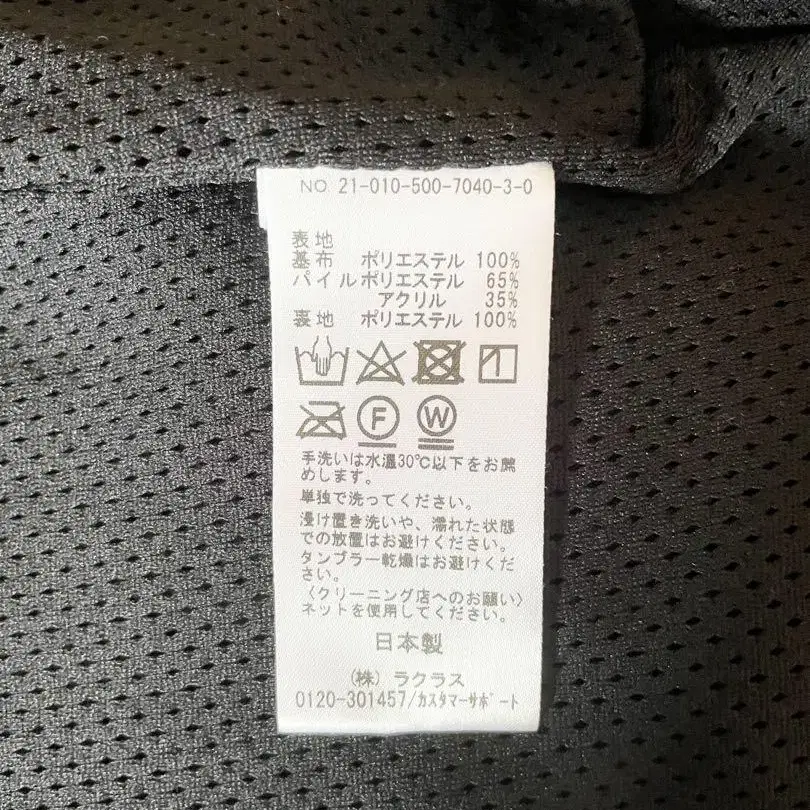 NO 21-010-500-7040-3-0
表地
基布 ポリエステル 100%
パイル ポリエステル 65%
アクリル 35%
裏地 ポリエステル 100%
F W
手洗いは水温30℃以下をお薦
めします。
単独で洗ってください。
浸け置き洗いや、濡れた状態
での放置はお避けください。
タンブラー乾燥はお避けくだ
さい。
〈クリーニング店へのお願い〉
ネットを使用してください。
日本製
(株) ラクラス
0120-301457/カスタマーサポート